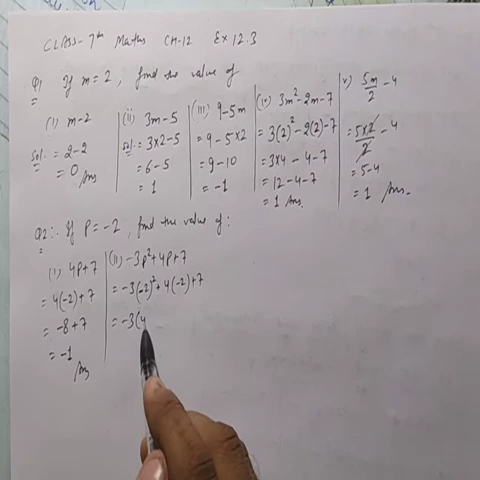 CLASS-7th Maths CH-12 Ex 12.3
Q1 If m=2, find the value of
(i) m-2
Sol. = 2-2
= 0 Ans
(ii) 3m-5
Sol. = 3×2-5
= 6-5
= 1
(iii) 9-5m
= 9-5×2
= 9-10
= -1
(iv) 3m²-2m-7
= 3(2)²-2(2)-7
= 3×4-4-7
= 12-4-7
= 1 Ans.
(v) 5m/2 - 4
= 5×2/2 - 4
= 5-4
= 1 Ans.
Q2:- If P=-2, find the value of:
(i) 4p+7
= 4(-2)+7
= -8+7
= -1
Ans
(ii) -3p²+4p+7
= -3(-2)²+4(-2)+7
= -3(4